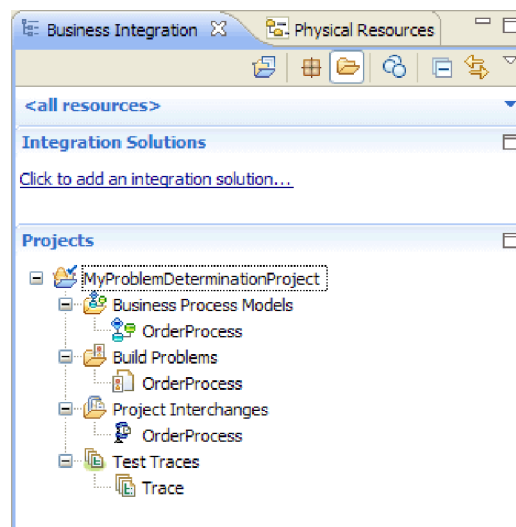 Business Integration
Physical Resources
<all resources>
Integration Solutions
Click to add an integration solution...
Projects
MyProblemDeterminationProject
Business Process Models
OrderProcess
Build Problems
OrderProcess
Project Interchanges
OrderProcess
Test Traces
Trace